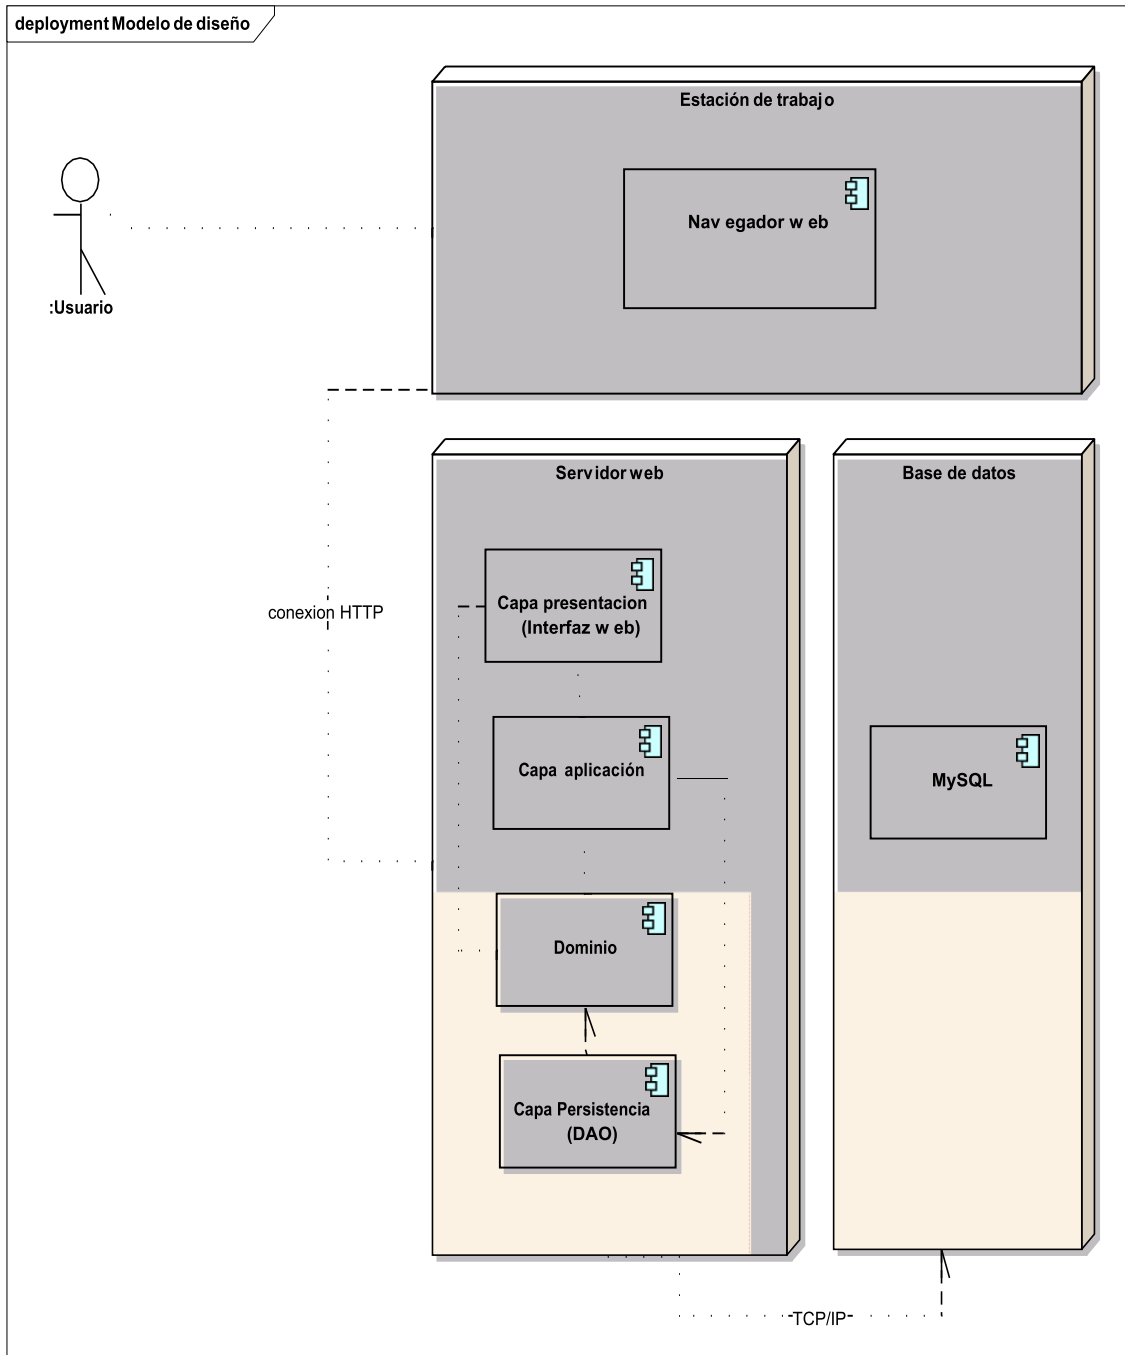 deployment Modelo de diseño
Estación de trabajo
Nav egador w eb
:Usuario
Servidor web
Base de datos
Capa presentacion
(Interfaz w eb)
conexion HTTP
Capa aplicación
MySQL
Dominio
Capa Persistencia
(DAO)
TCP/IP